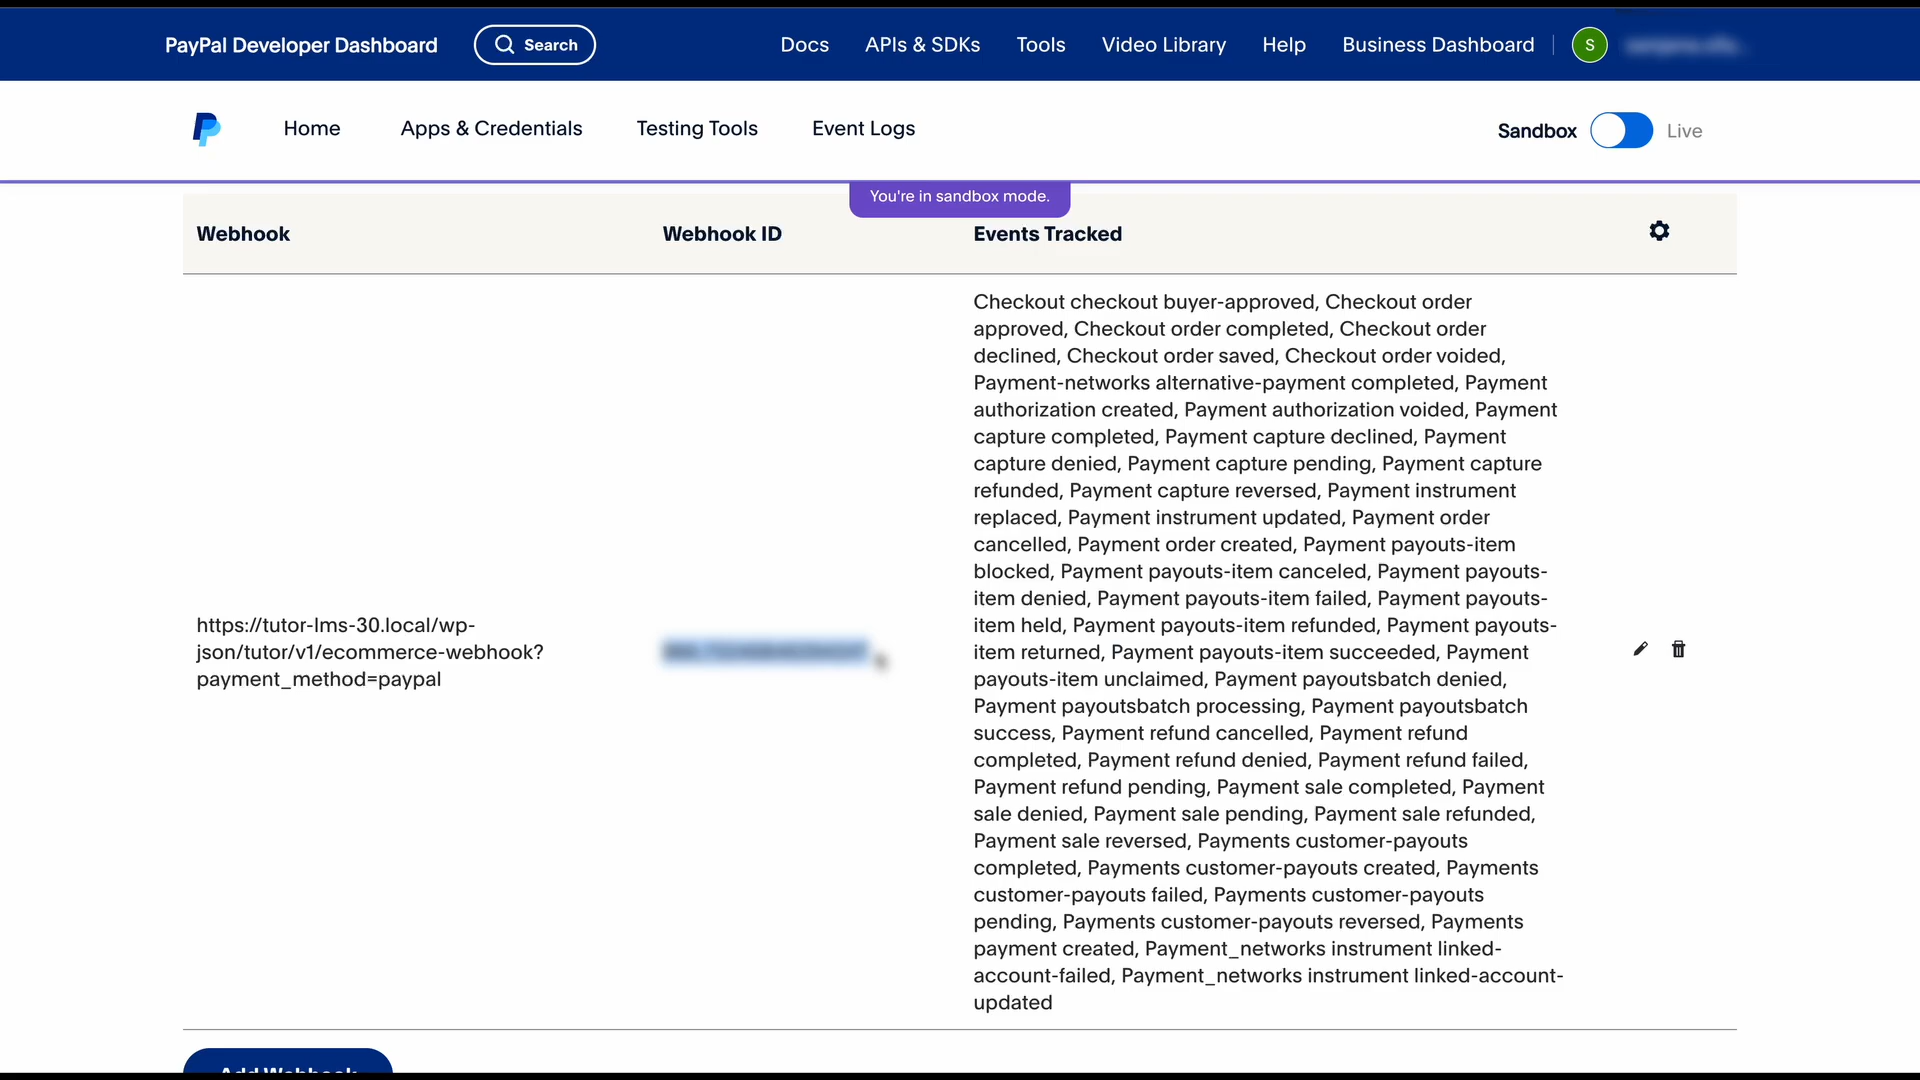 PayPal Developer Dashboard
Search
Docs
APIs & SDKs
Tools
Video Library
Help
Business Dashboard
S
Home
Apps & Credentials
Testing Tools
Event Logs
Sandbox
Live
You're in sandbox mode.
Webhook
Webhook ID
Events Tracked
https://tutor-lms-30.local/wp-
json/tutor/v1/ecommerce-webhook?
payment_method=paypal
Checkout checkout buyer-approved, Checkout order
approved, Checkout order completed, Checkout order
declined, Checkout order saved, Checkout order voided,
Payment-networks alternative-payment completed, Payment
authorization created, Payment authorization voided, Payment
capture completed, Payment capture declined, Payment
capture denied, Payment capture pending, Payment capture
refunded, Payment capture reversed, Payment instrument
replaced, Payment instrument updated, Payment order
cancelled, Payment order created, Payment payouts-item
blocked, Payment payouts-item canceled, Payment payouts-
item denied, Payment payouts-item failed, Payment payouts-
item held, Payment payouts-item refunded, Payment payouts-
item returned, Payment payouts-item succeeded, Payment
payouts-item unclaimed, Payment payoutsbatch denied,
Payment payoutsbatch processing, Payment payoutsbatch
success, Payment refund cancelled, Payment refund
completed, Payment refund denied, Payment refund failed,
Payment refund pending, Payment sale completed, Payment
sale denied, Payment sale pending, Payment sale refunded,
Payment sale reversed, Payments customer-payouts
completed, Payments customer-payouts created, Payments
customer-payouts failed, Payments customer-payouts
pending, Payments customer-payouts reversed, Payments
payment created, Payment_networks instrument linked-
account-failed, Payment_networks instrument linked-account-
updated
Add Webhook